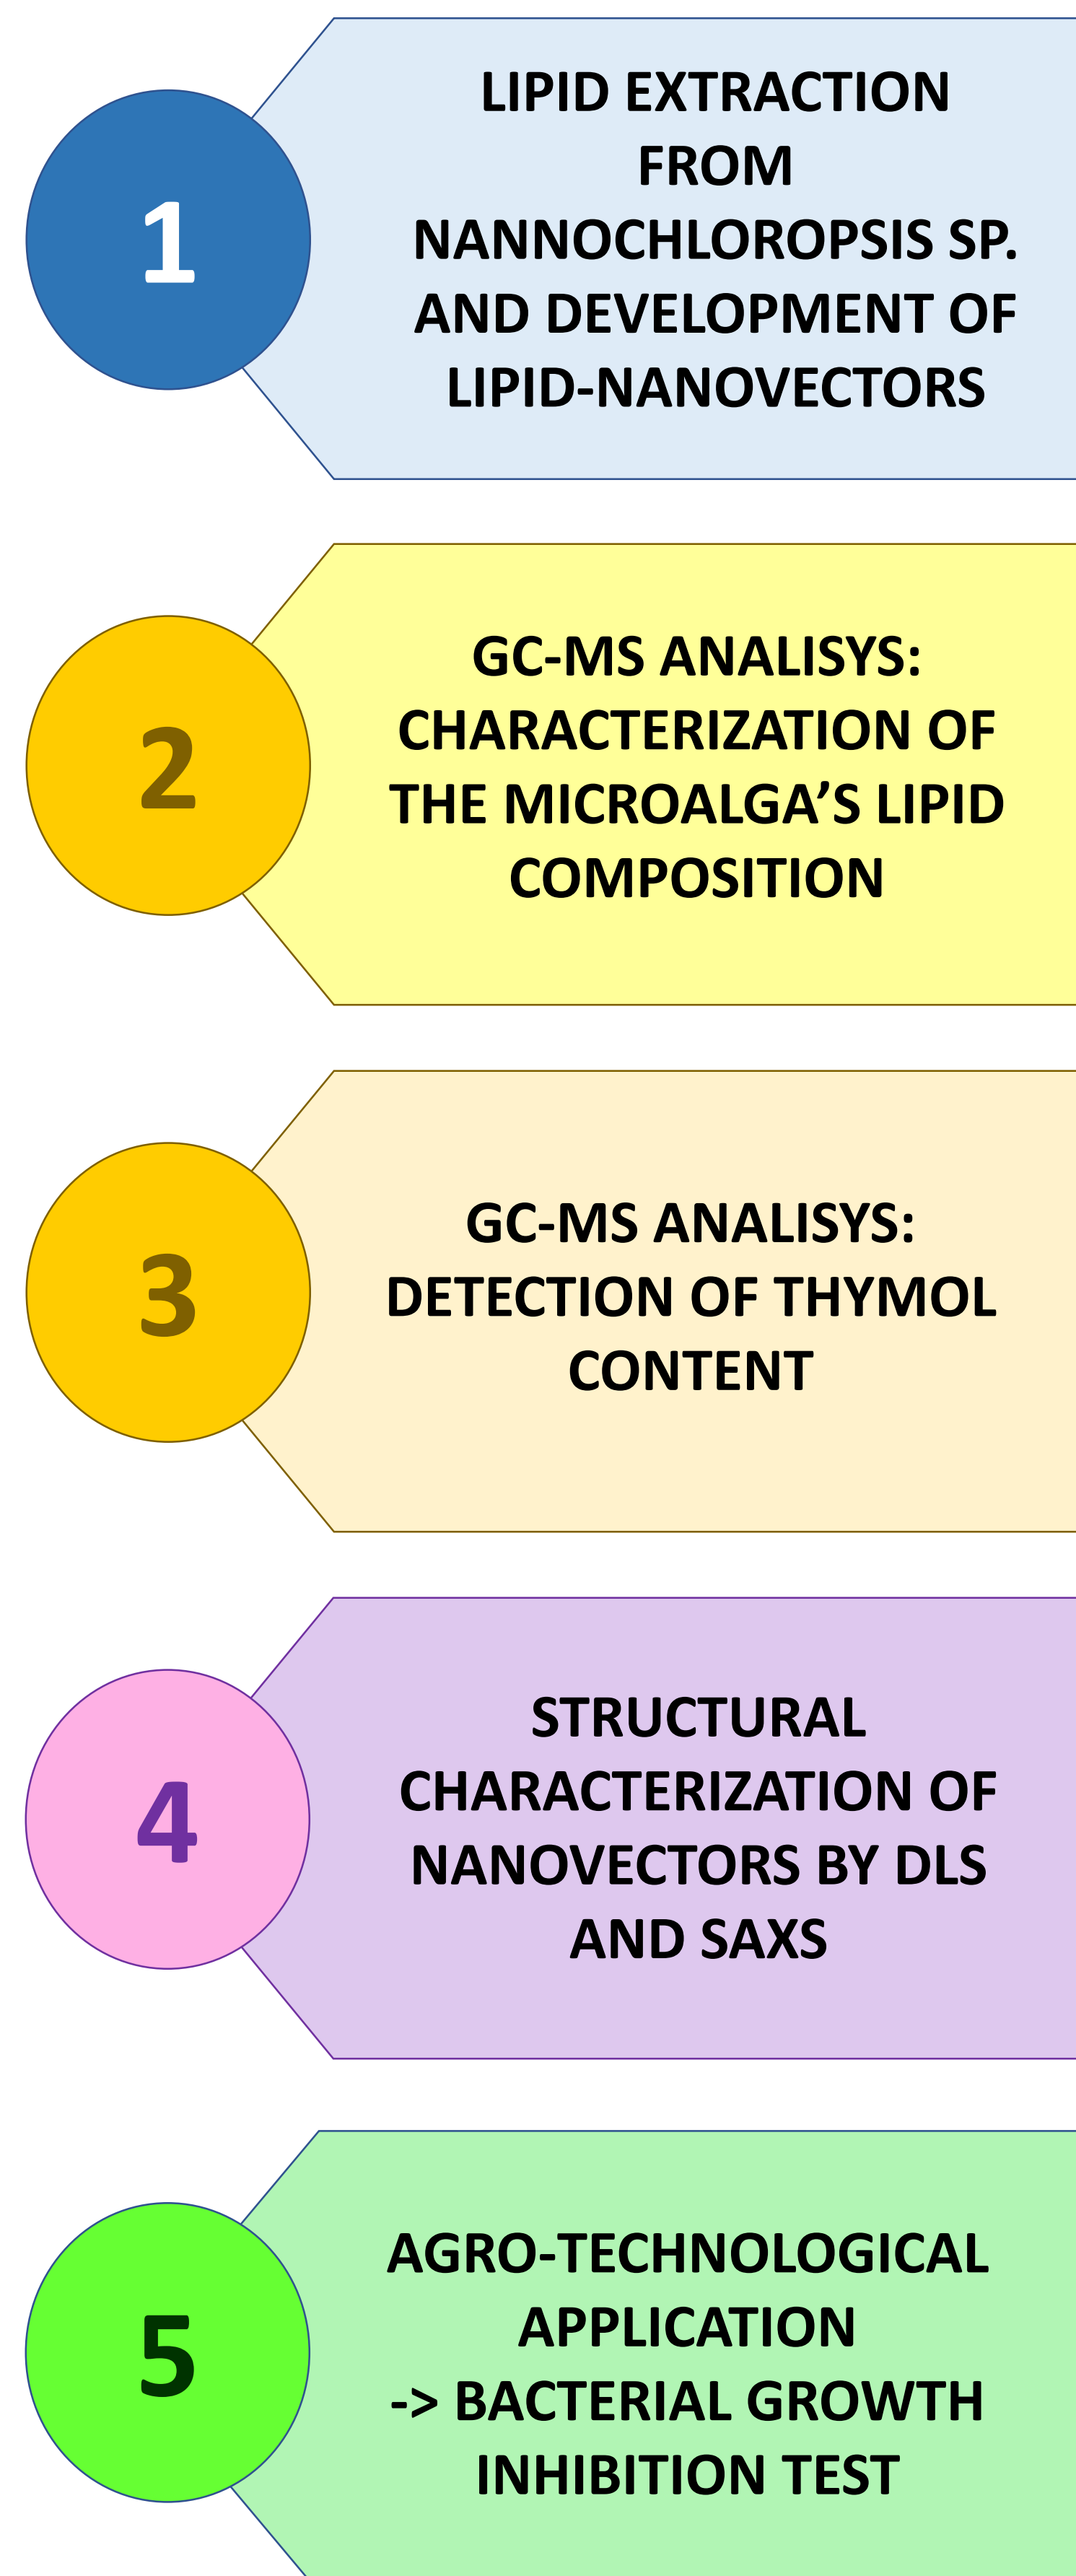 1
LIPID EXTRACTION
FROM
NANNOCHLOROPSIS SP.
AND DEVELOPMENT OF
LIPID-NANOVECTORS
2
GC-MS ANALISYS:
CHARACTERIZATION OF
THE MICROALGA’S LIPID
COMPOSITION
3
GC-MS ANALISYS:
DETECTION OF THYMOL
CONTENT
4
STRUCTURAL
CHARACTERIZATION OF
NANOVECTORS BY DLS
AND SAXS
5
AGRO-TECHNOLOGICAL
APPLICATION
-> BACTERIAL GROWTH
INHIBITION TEST